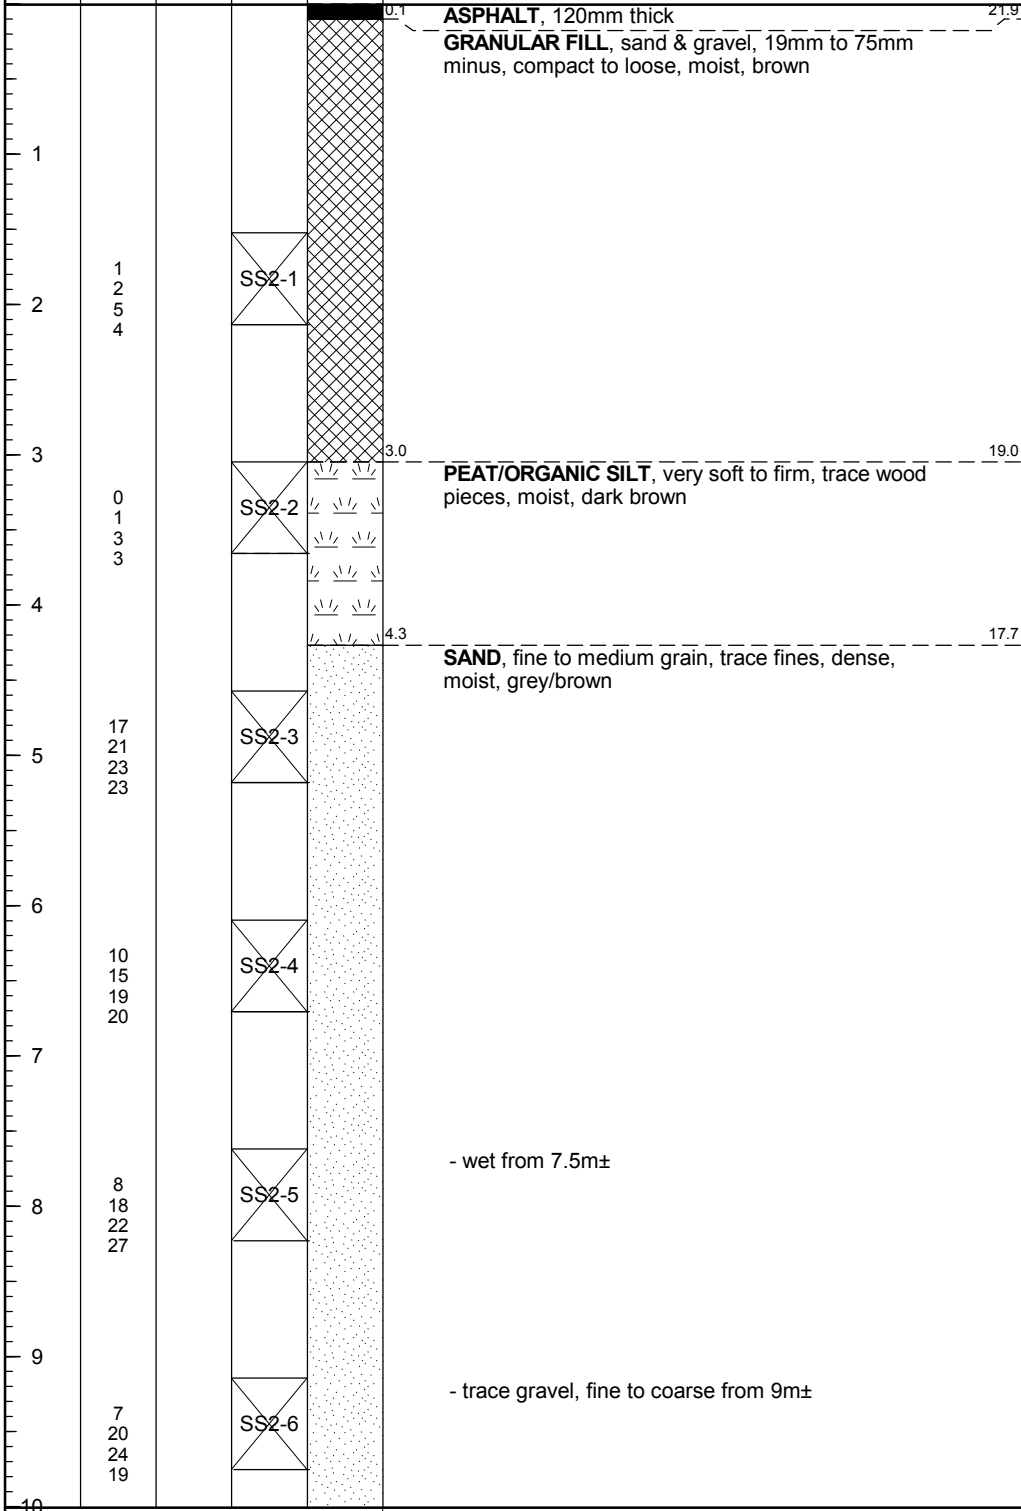 0.1
ASPHALT, 120mm thick
21.9
GRANULAR FILL, sand & gravel, 19mm to 75mm
minus, compact to loose, moist, brown
1
1
2
5
4
SS2-1
2
3
3.0
19.0
PEAT/ORGANIC SILT, very soft to firm, trace wood
pieces, moist, dark brown
0
1
3
3
SS2-2
4
4.3
17.7
SAND, fine to medium grain, trace fines, dense,
moist, grey/brown
17
21
23
23
SS2-3
5
6
10
15
19
20
SS2-4
7
- wet from 7.5m±
8
18
22
27
SS2-5
8
9
- trace gravel, fine to coarse from 9m±
7
20
24
19
SS2-6
10